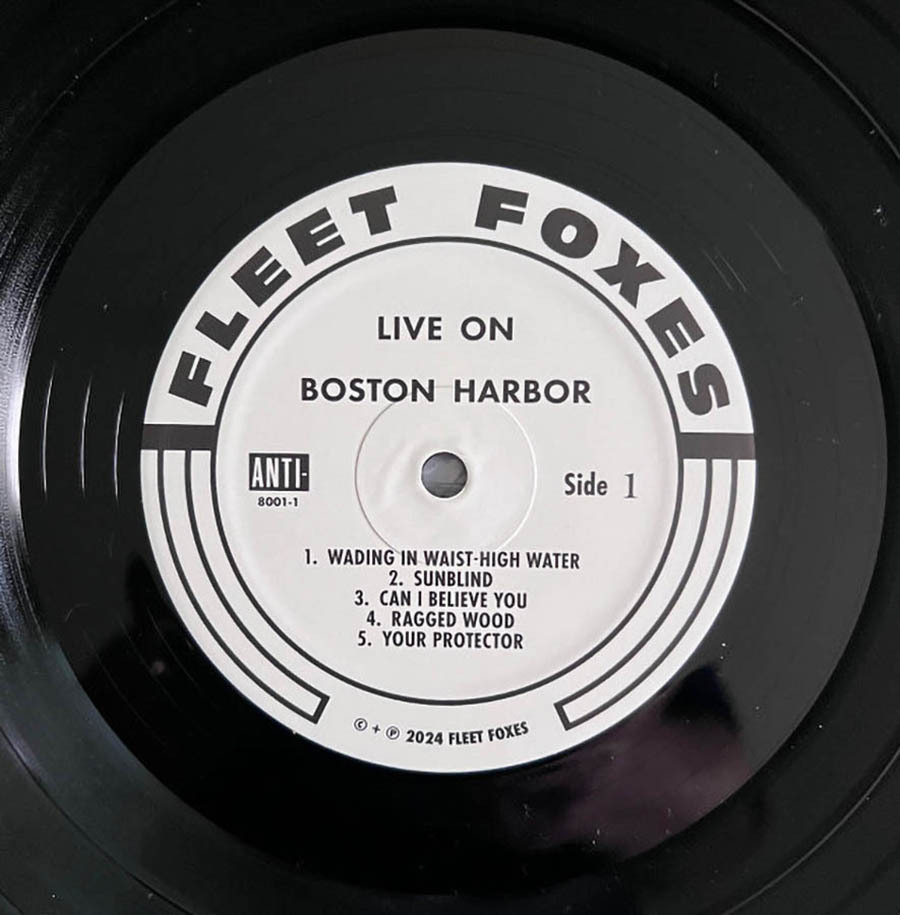 FLEET FOXES
LIVE ON
BOSTON HARBOR
ANTI-
8001-1
Side 1
1. WADING IN WAIST-HIGH WATER
2. SUNBLIND
3. CAN I BELIEVE YOU
4. RAGGED WOOD
5. YOUR PROTECTOR
© + ℗ 2024 FLEET FOXES